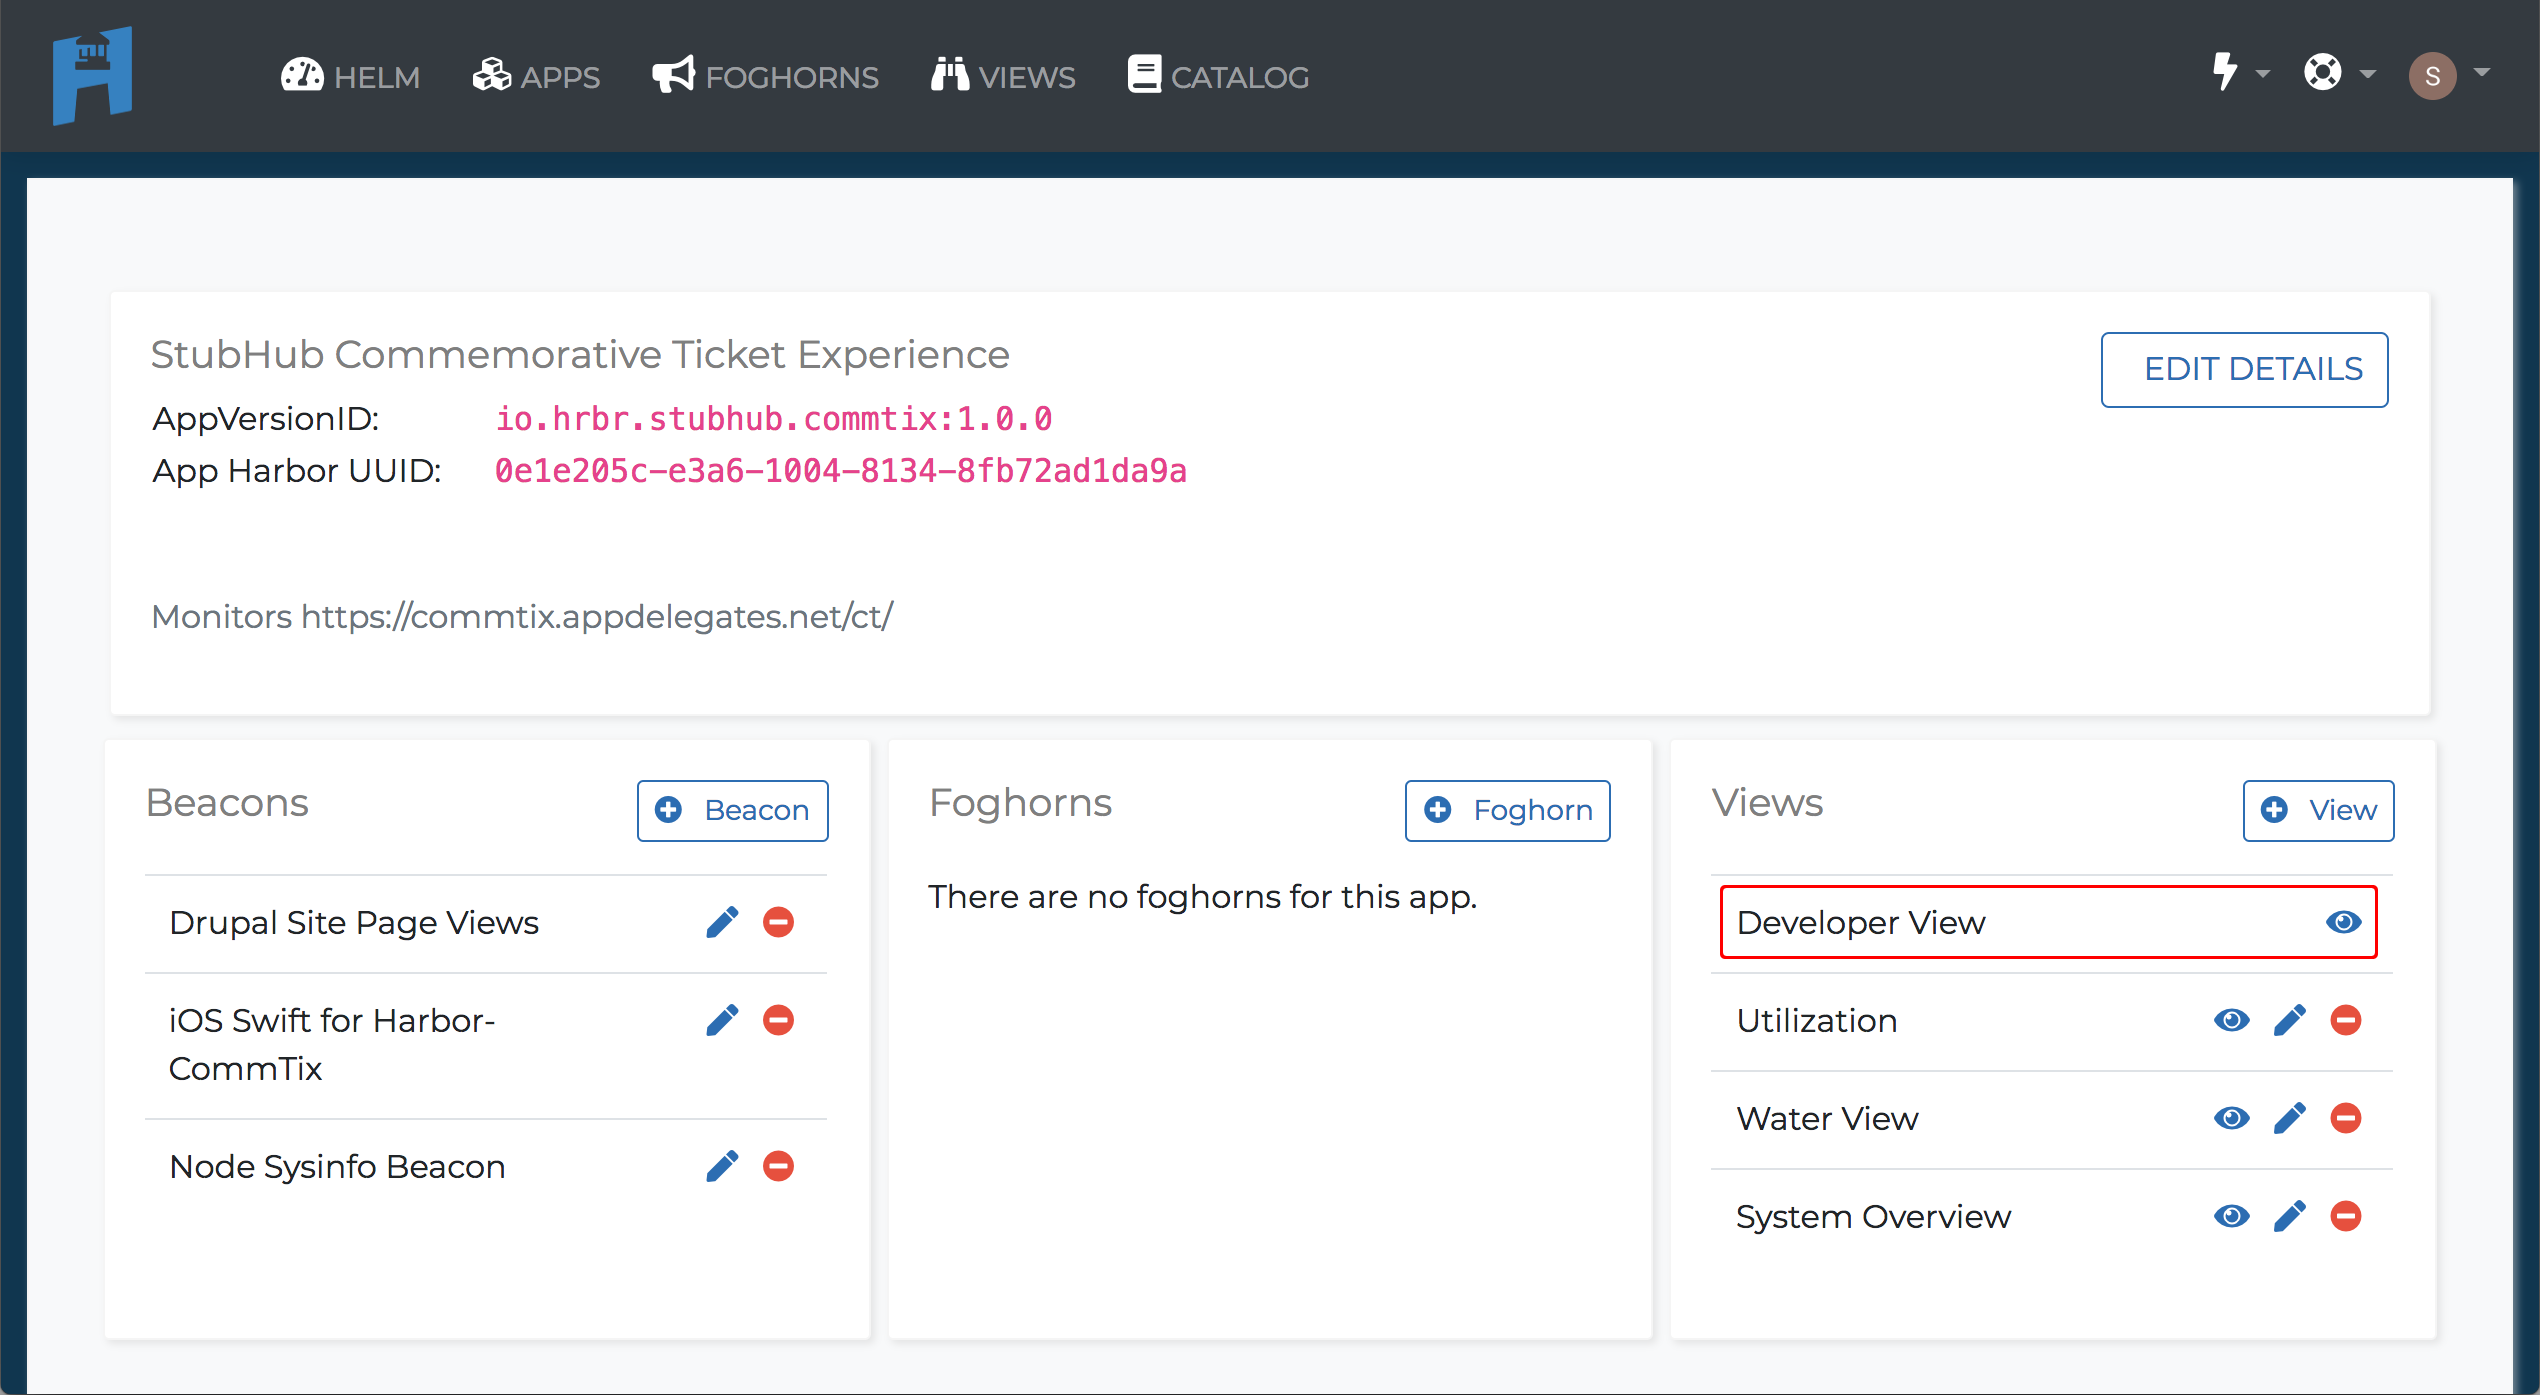 HELM APPS FOGHORNS VIEWS CATALOG S
StubHub Commemorative Ticket Experience
EDIT DETAILS
AppVersionID: io.hrbr.stubhub.commtix:1.0.0
App Harbor UUID: 0e1e205c-e3a6-1004-8134-8fb72ad1da9a
Monitors https://commtix.appdelegates.net/ct/
Beacons
Beacon
Drupal Site Page Views
iOS Swift for Harbor-
CommTix
Node Sysinfo Beacon
Foghorns
Foghorn
There are no foghorns for this app.
Views
View
Developer View
Utilization
Water View
System Overview